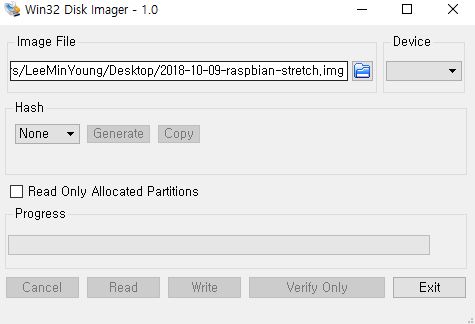 Win32 Disk Imager - 1.0
Image File
Device
rs/LeeMinYoung/Desktop/2018-10-09-raspbian-stretch.img
Hash
None
Generate
Copy
Read Only Allocated Partitions
Progress
Cancel
Read
Write
Verify Only
Exit